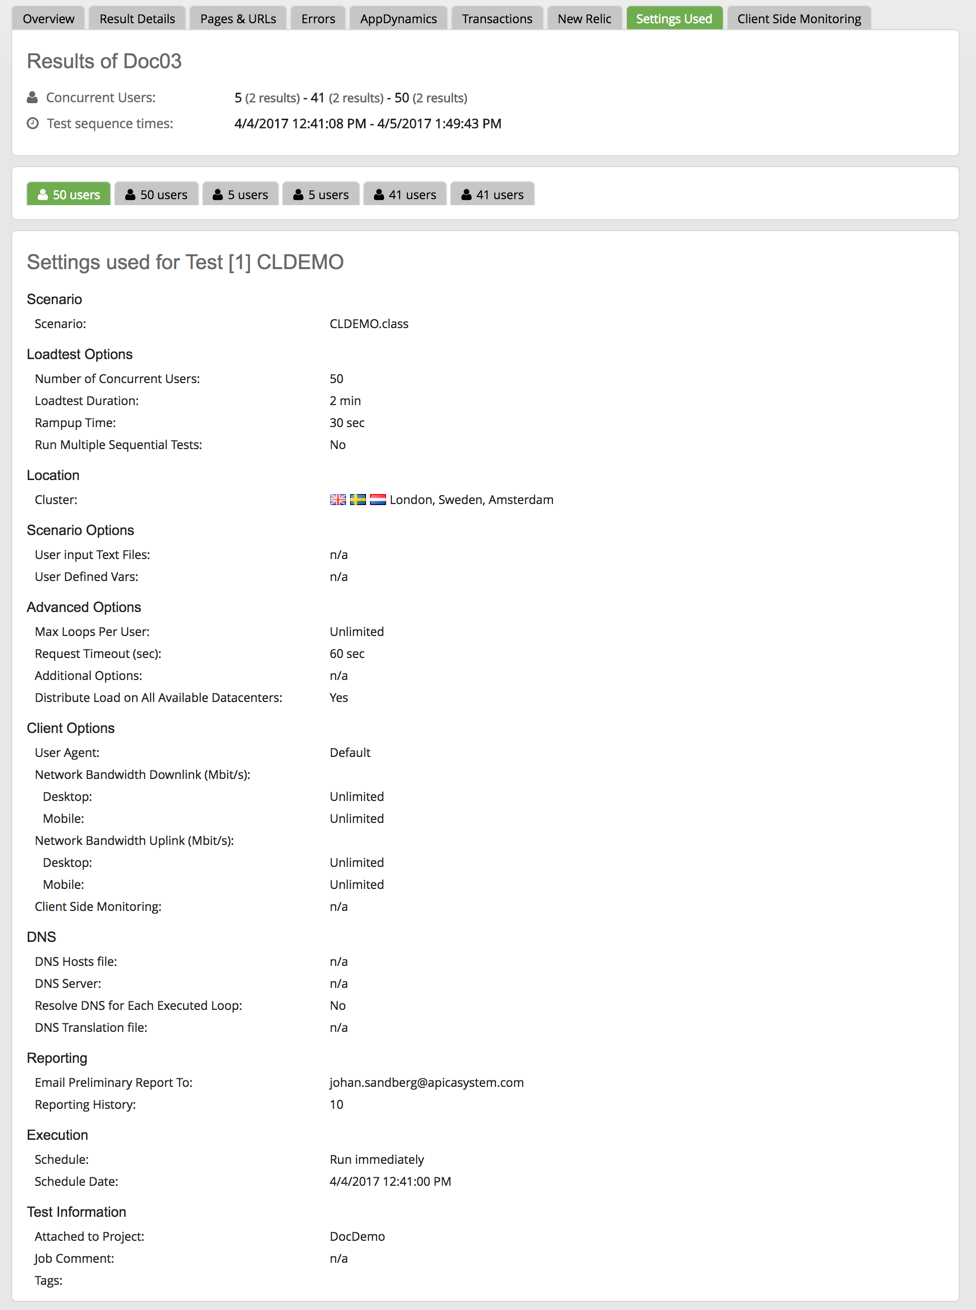 Overview Result Details Pages & URLs Errors AppDynamics Transactions New Relic Settings Used Client Side Monitoring
Results of Doc03
Concurrent Users: 5 (2 results) - 41 (2 results) - 50 (2 results)
Test sequence times: 4/4/2017 12:41:08 PM - 4/5/2017 1:49:43 PM
50 users 50 users 5 users 5 users 41 users 41 users
Settings used for Test [1] CLDEMO
Scenario
Scenario: CLDEMO.class
Loadtest Options
Number of Concurrent Users: 50
Loadtest Duration: 2 min
Rampup Time: 30 sec
Run Multiple Sequential Tests: No
Location
Cluster: London, Sweden, Amsterdam
Scenario Options
User input Text Files: n/a
User Defined Vars: n/a
Advanced Options
Max Loops Per User: Unlimited
Request Timeout (sec): 60 sec
Additional Options: n/a
Distribute Load on All Available Datacenters: Yes
Client Options
User Agent: Default
Network Bandwidth Downlink (Mbit/s):
Desktop: Unlimited
Mobile: Unlimited
Network Bandwidth Uplink (Mbit/s):
Desktop: Unlimited
Mobile: Unlimited
Client Side Monitoring: n/a
DNS
DNS Hosts file: n/a
DNS Server: n/a
Resolve DNS for Each Executed Loop: No
DNS Translation file: n/a
Reporting
Email Preliminary Report To: johan.sandberg@apicasystem.com
Reporting History: 10
Execution
Schedule: Run immediately
Schedule Date: 4/4/2017 12:41:00 PM
Test Information
Attached to Project: DocDemo
Job Comment: n/a
Tags: